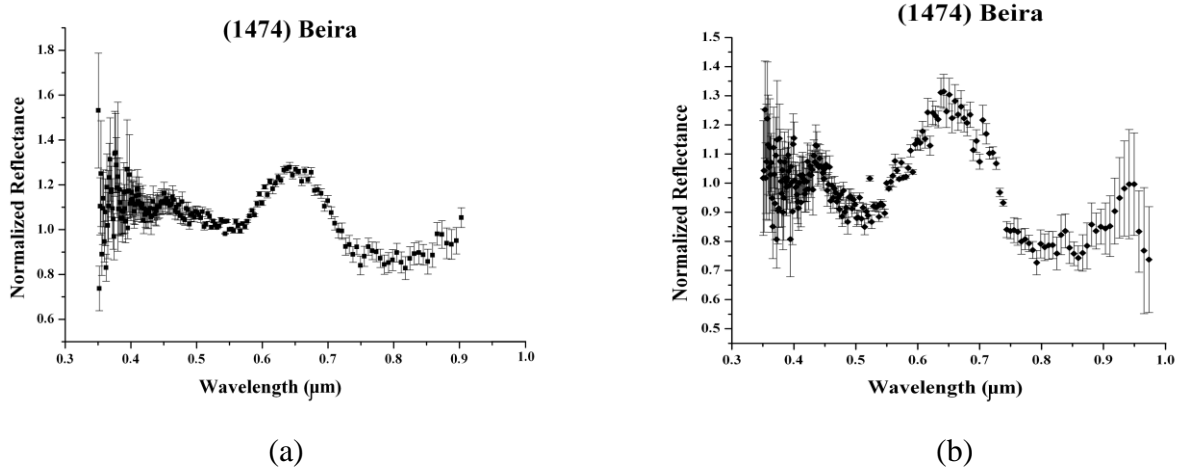 (1474) Beira
1.8
1.6
1.4
1.2
1.0
0.8
0.6
Normalized Reflectance
0.3 0.4 0.5 0.6 0.7 0.8 0.9 1.0
Wavelength (μm)
(a)
(1474) Beira
1.5
1.4
1.3
1.2
1.1
1.0
0.9
0.8
0.7
0.6
0.5
Normalized Reflectance
0.3 0.4 0.5 0.6 0.7 0.8 0.9 1.0
Wavelength (μm)
(b)